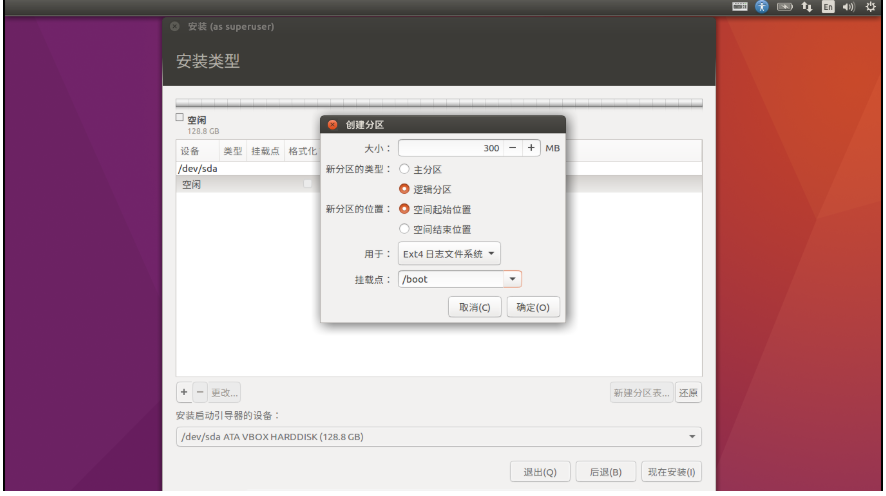 En
安装 (as superuser)
安装类型
空闲
128.8 GB
创建分区
大小： 300 − + MB
设备 类型 挂载点 格式化
新分区的类型： 主分区
/dev/sda
空闲
逻辑分区
新分区的位置： 空间起始位置
空间结束位置
用于： Ext4 日志文件系统
挂载点： /boot
取消(C) 确定(O)
+ − 更改... 新建分区表... 还原
安装启动引导器的设备：
/dev/sda ATA VBOX HARDDISK (128.8 GB)
退出(Q) 后退(B) 现在安装(I)